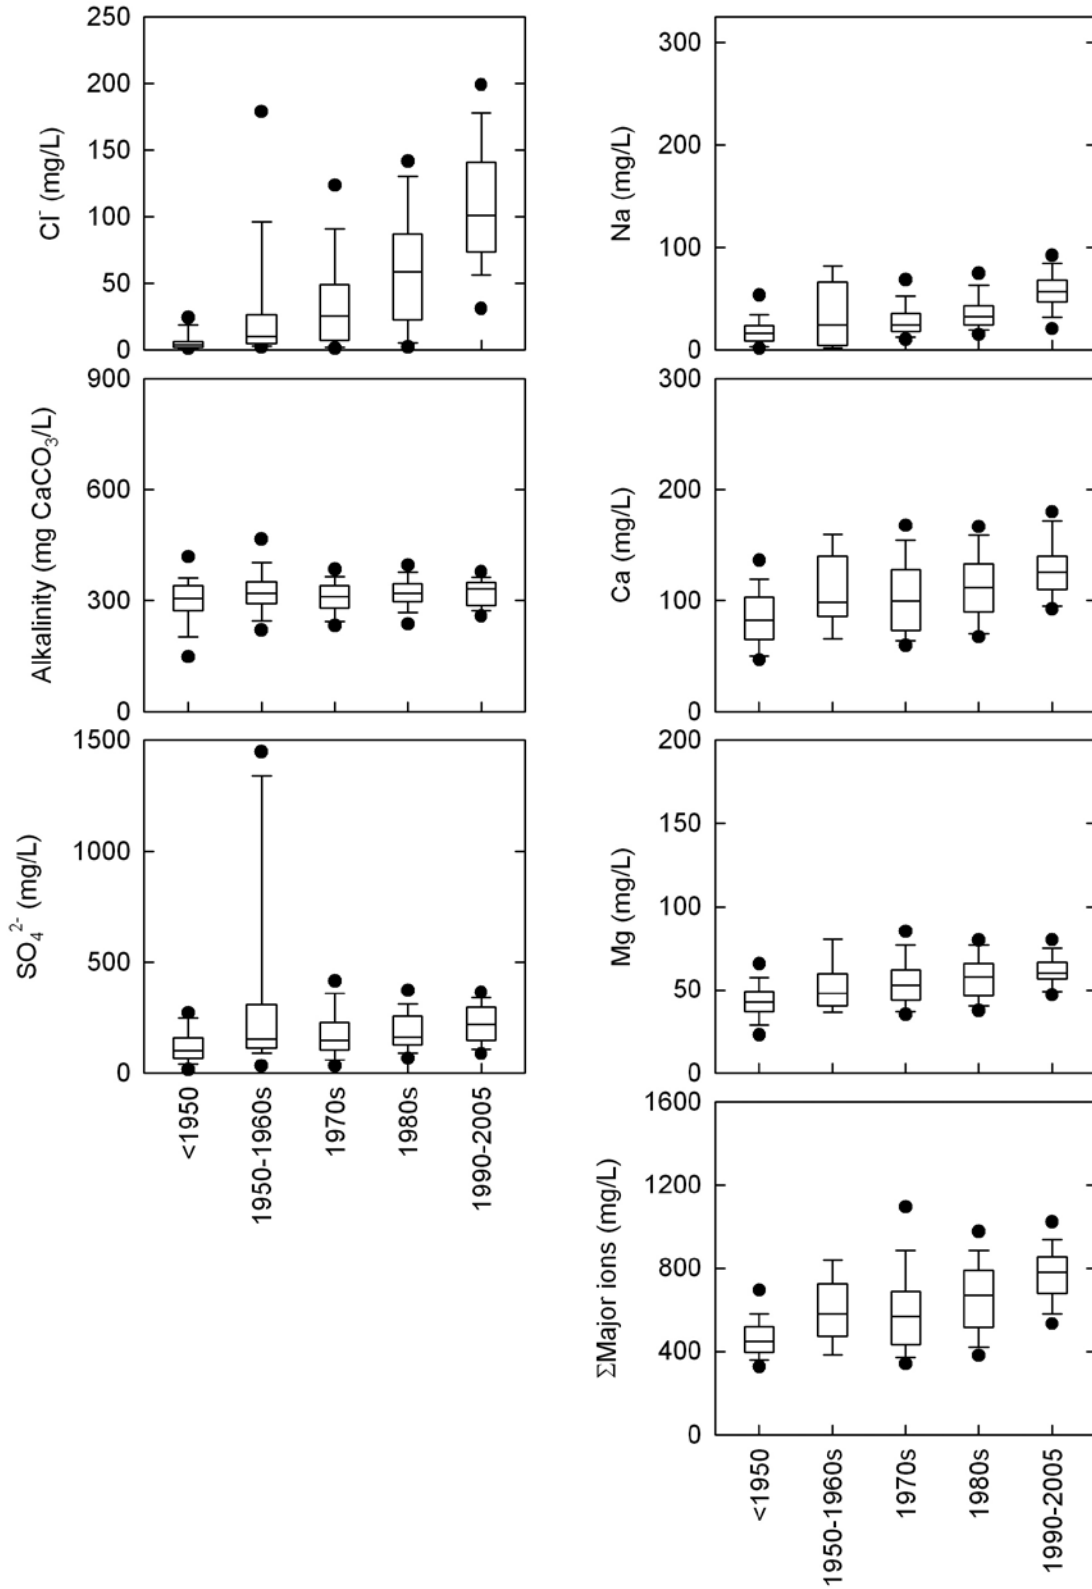 Cl⁻ (mg/L)
250
200
150
100
50
0
Na (mg/L)
300
200
100
0
Alkalinity (mg CaCO₃/L)
900
600
300
0
Ca (mg/L)
300
200
100
0
SO₄²⁻ (mg/L)
1500
1000
500
0
<1950
1950-1960s
1970s
1980s
1990-2005
Mg (mg/L)
200
150
100
50
0
ΣMajor ions (mg/L)
1600
1200
800
400
0
<1950
1950-1960s
1970s
1980s
1990-2005